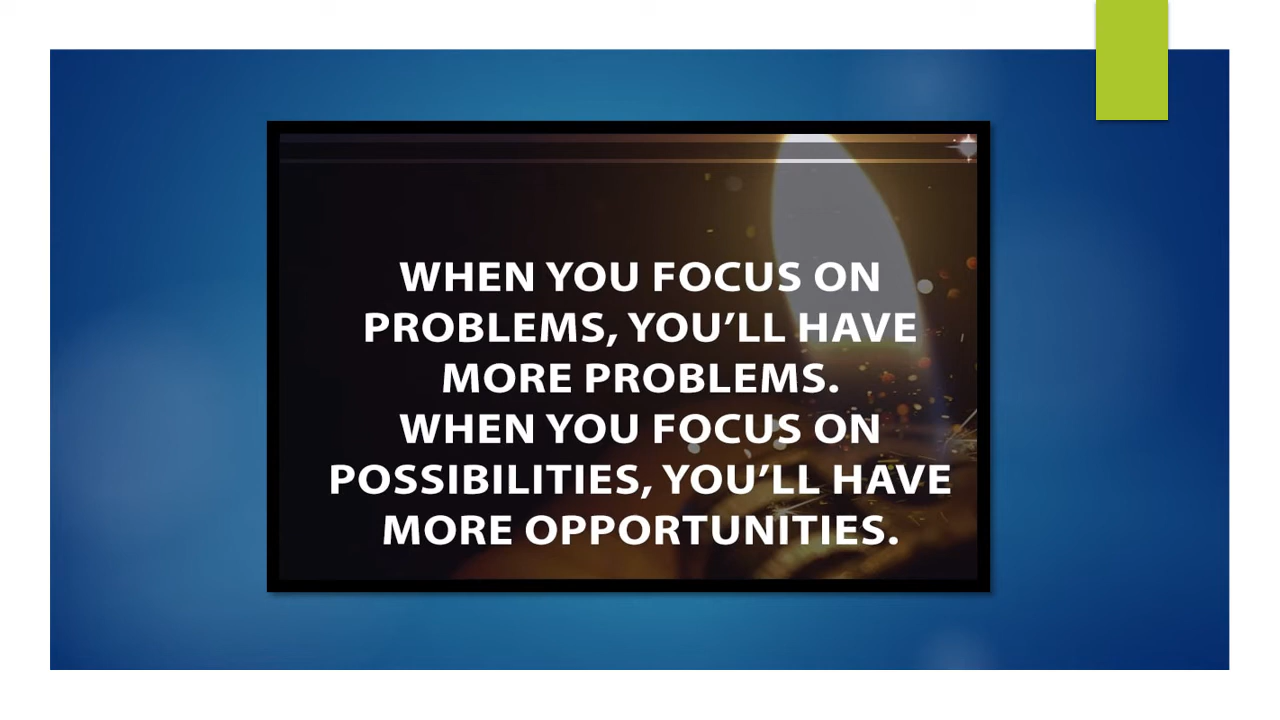 WHEN YOU FOCUS ON
PROBLEMS, YOU’LL HAVE
MORE PROBLEMS.
WHEN YOU FOCUS ON
POSSIBILITIES, YOU’LL HAVE
MORE OPPORTUNITIES.